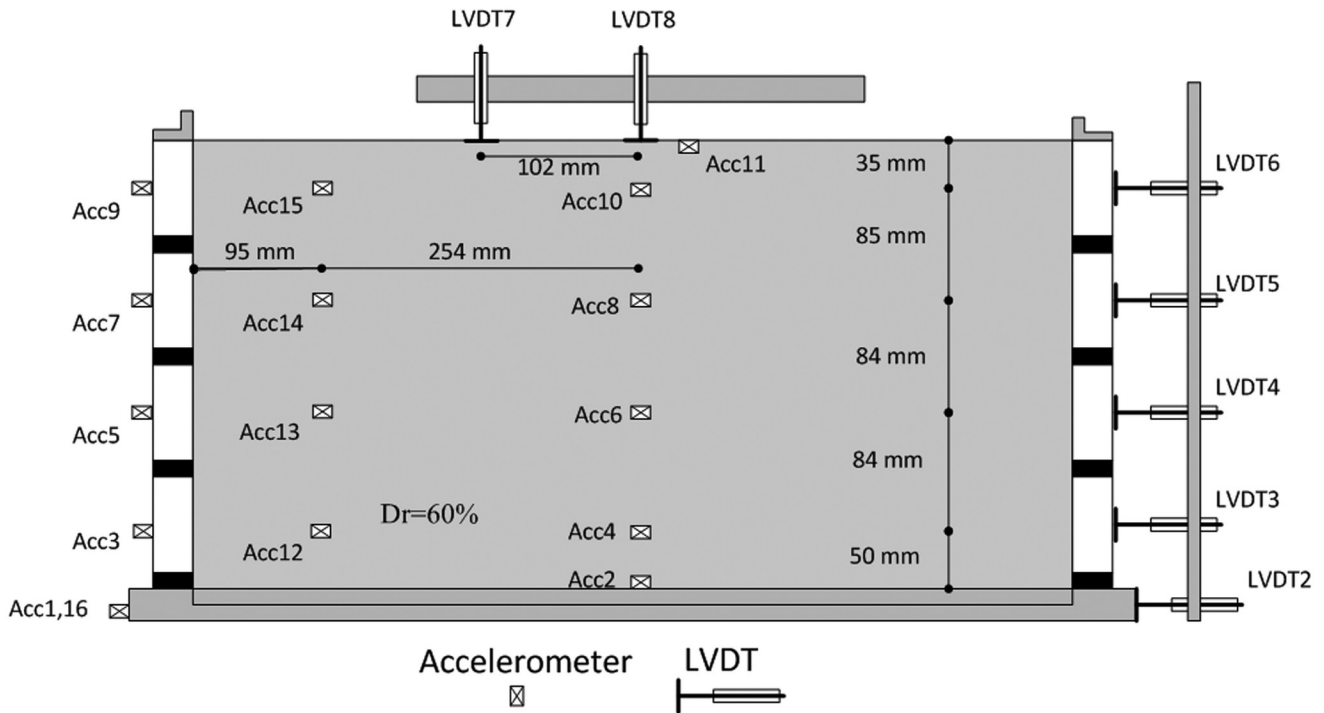 LVDT7
LVDT8
102 mm
Acc11
35 mm
LVDT6
Acc9
Acc15
Acc10
95 mm
254 mm
85 mm
LVDT5
Acc7
Acc14
Acc8
84 mm
LVDT4
Acc5
Acc13
Acc6
84 mm
LVDT3
Dr=60%
Acc3
Acc12
Acc4
50 mm
Acc2
LVDT2
Acc1,16
Accelerometer
LVDT